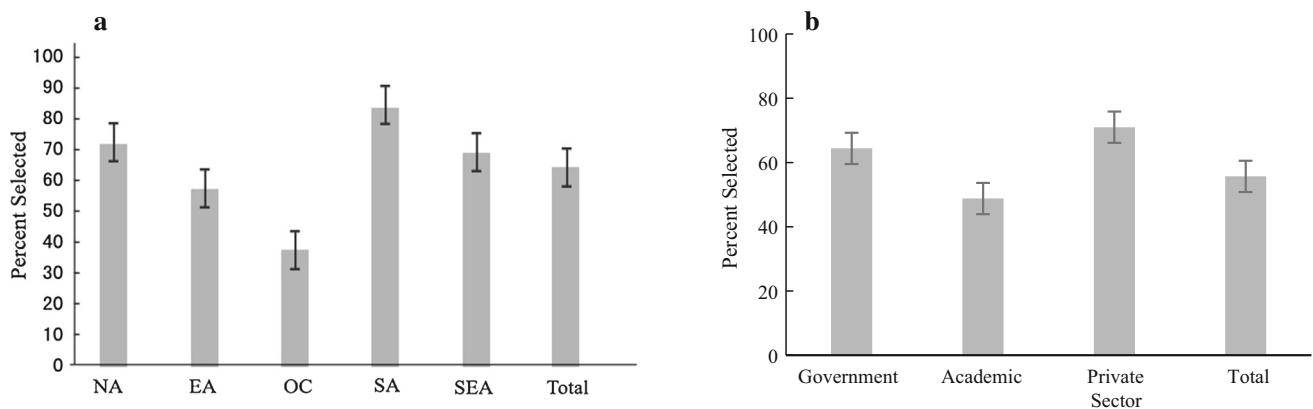 a
100
90
80
70
60
50
40
30
20
10
0
Percent Selected
NA EA OC SA SEA Total
b
100
80
60
40
20
0
Percent Selected
Government Academic Private Sector Total